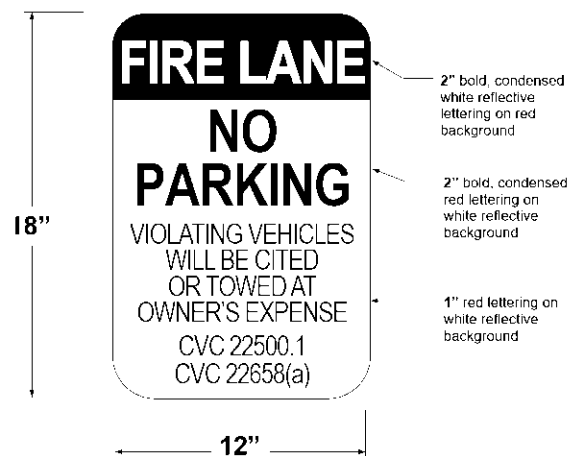 FIRE LANE
NO
PARKING
VIOLATING VEHICLES
WILL BE CITED
OR TOWED AT
OWNER'S EXPENSE
CVC 22500.1
CVC 22658(a)
18"
12"
2" bold, condensed
white reflective
lettering on red
background
2" bold, condensed
red lettering on
white reflective
background
1" red lettering on
white reflective
background